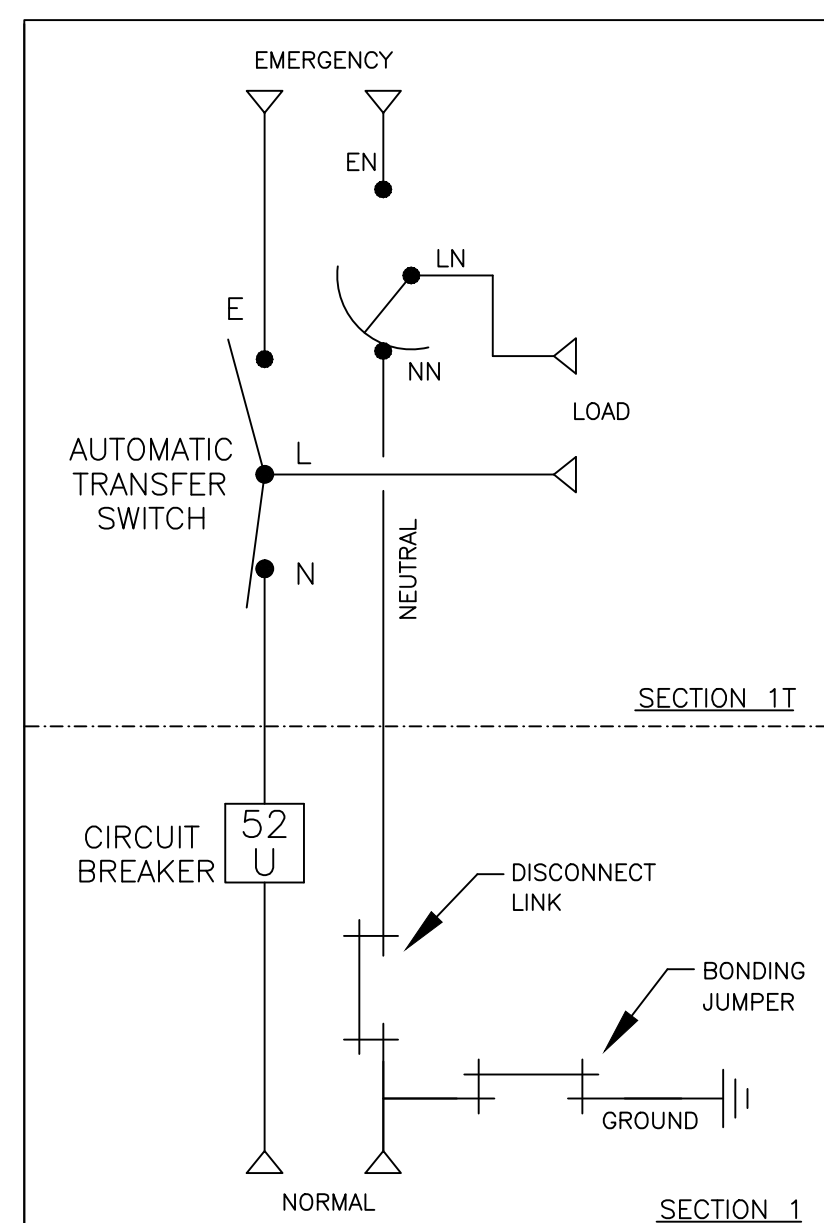 EMERGENCY
EN
LN
E
NN
LOAD
AUTOMATIC
TRANSFER
SWITCH
L
N
NEUTRAL
SECTION 1T
CIRCUIT
BREAKER
52
U
DISCONNECT
LINK
BONDING
JUMPER
GROUND
NORMAL
SECTION 1